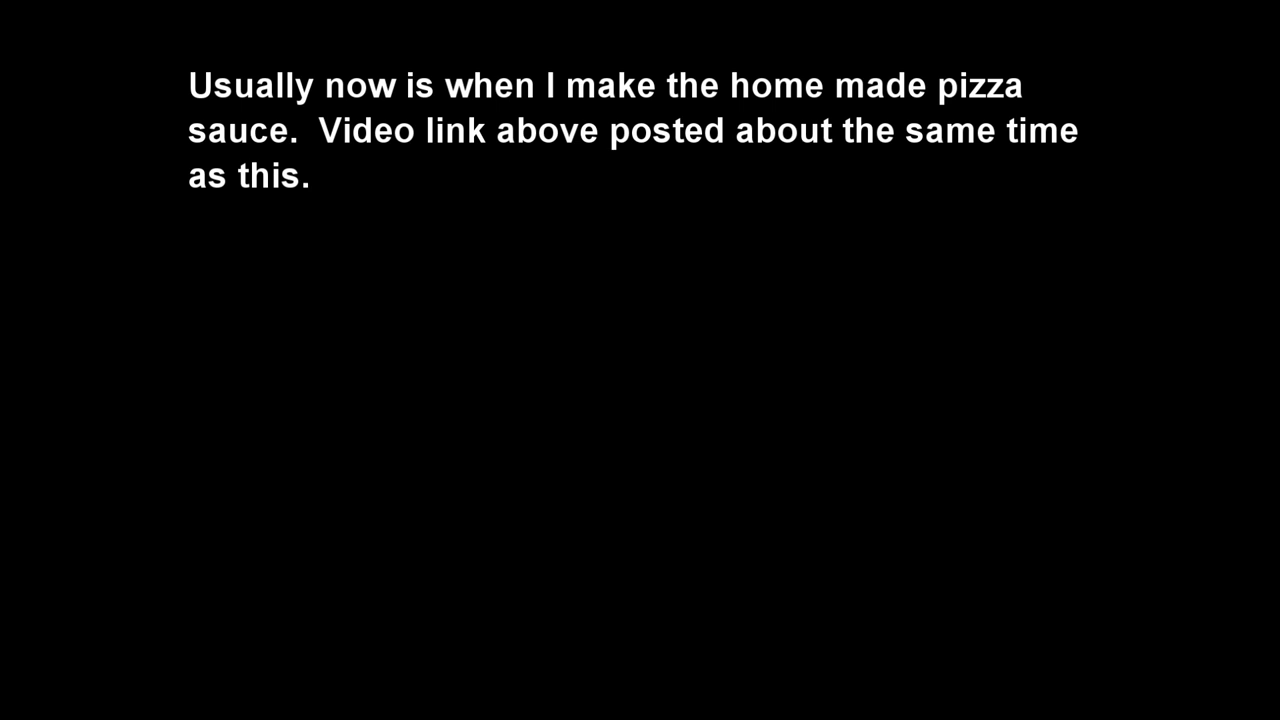 Usually now is when I make the home made pizza
sauce.  Video link above posted about the same time
as this.